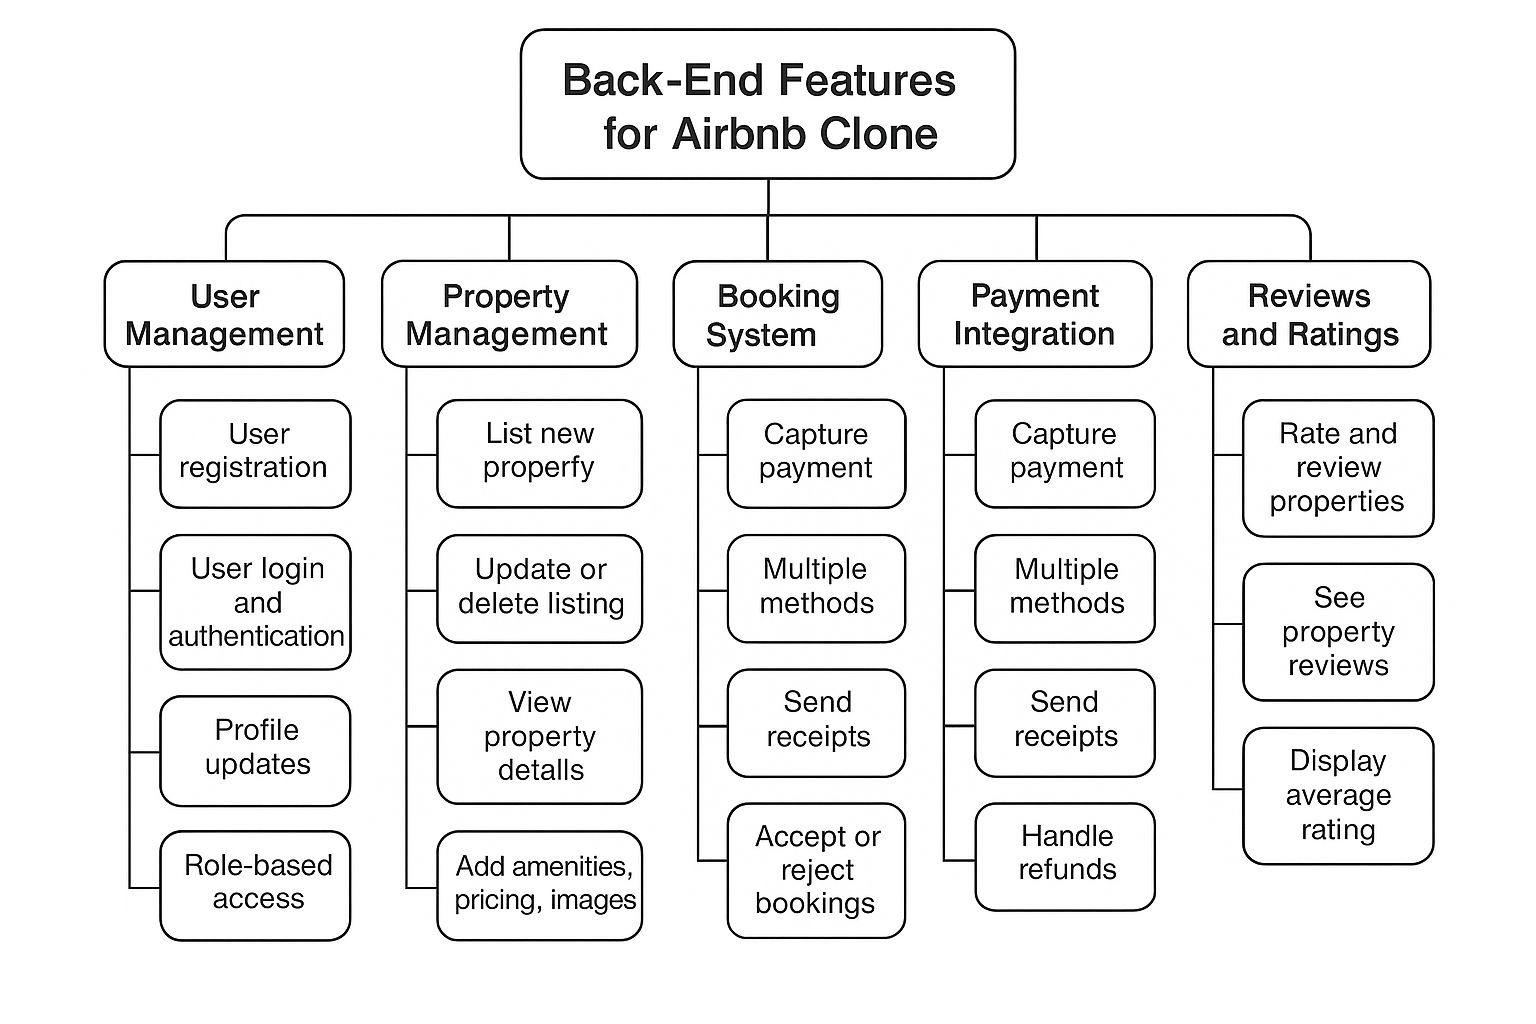 Back-End Features
for Airbnb Clone
User
Management
User
registration
User login
and
authentication
Profile
updates
Role-based
access
Property
Management
List new
properfy
Update or
delete listing
View
property
detalls
Add amenities,
pricing, images
Booking
System
Capture
payment
Multiple
methods
Send
receipts
Accept or
reject
bookings
Payment
Integration
Capture
payment
Multiple
methods
Send
receipts
Handle
refunds
Reviews
and Ratings
Rate and
review
properties
See
property
reviews
Display
average
rating